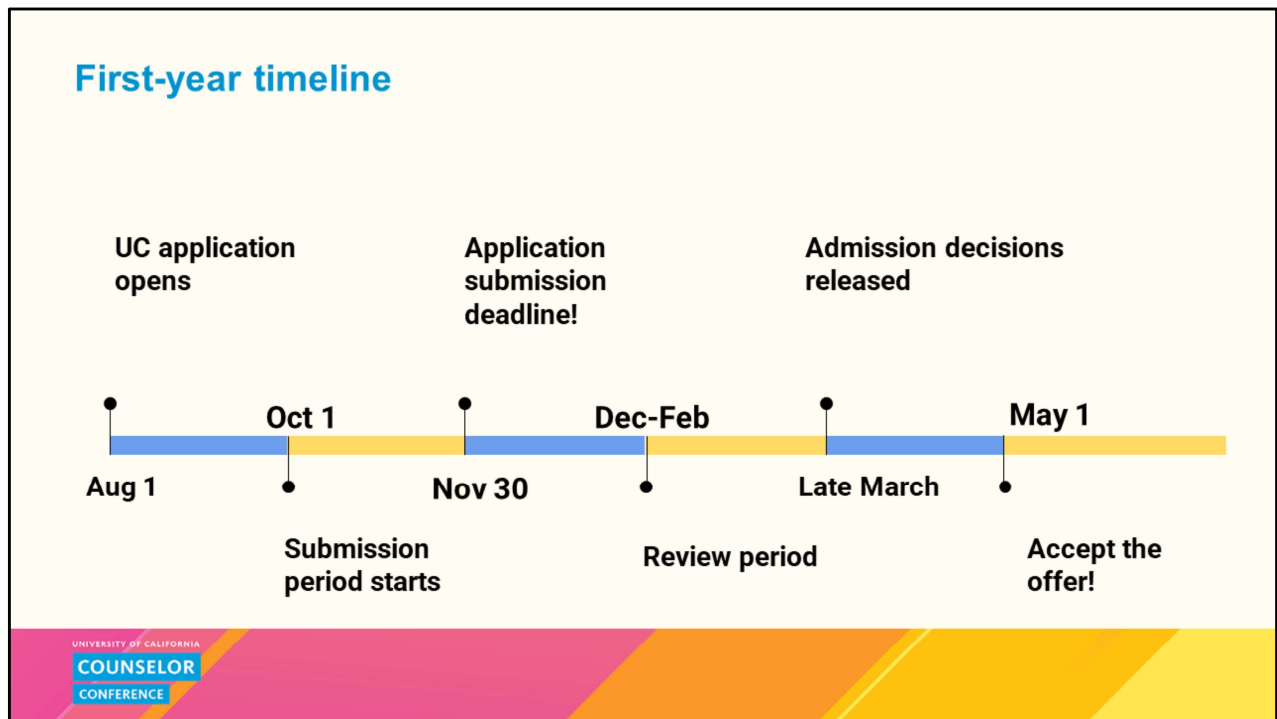 First-year timeline
UC application
opens
Application
submission
deadline!
Admission decisions
released
Oct 1
Dec-Feb
May 1
Aug 1
Nov 30
Late March
Submission
period starts
Review period
Accept the
offer!
UNIVERSITY OF CALIFORNIA
COUNSELOR
CONFERENCE